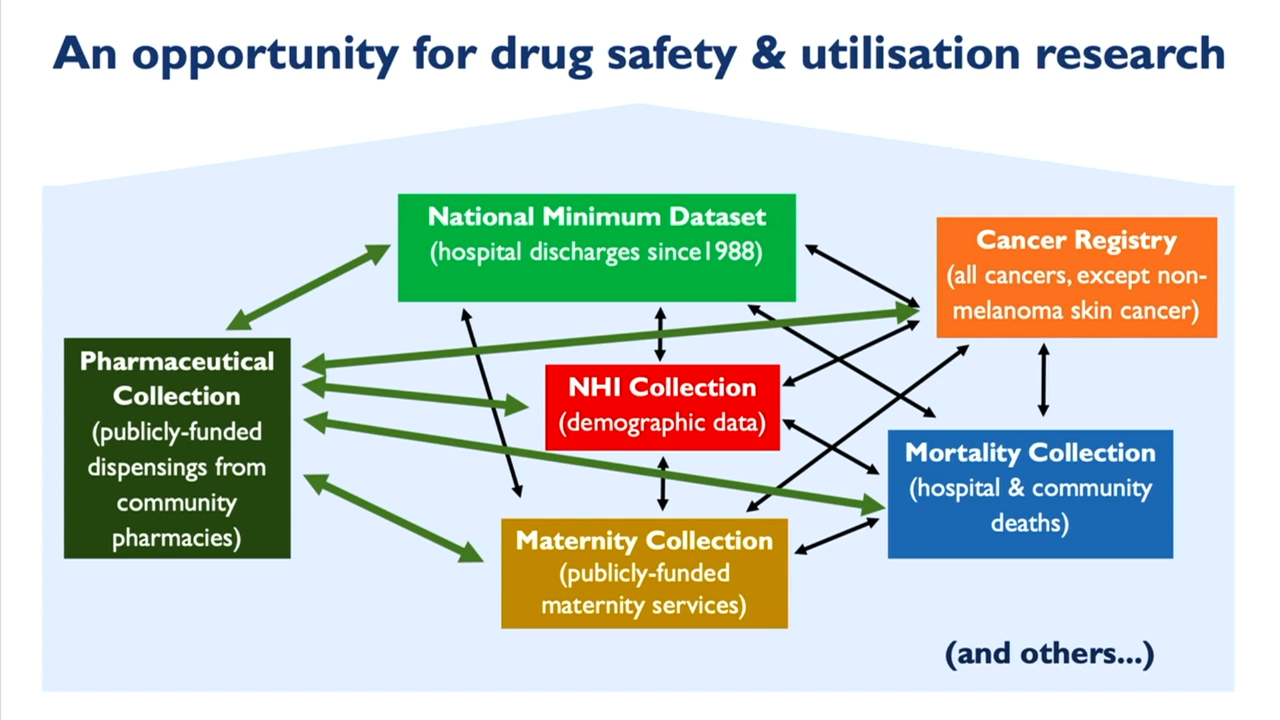 An opportunity for drug safety & utilisation research
National Minimum Dataset
(hospital discharges since1988)
Cancer Registry
(all cancers, except non-
melanoma skin cancer)
Pharmaceutical
Collection
(publicly-funded
dispensings from
community
pharmacies)
NHI Collection
(demographic data)
Mortality Collection
(hospital & community
deaths)
Maternity Collection
(publicly-funded
maternity services)
(and others...)